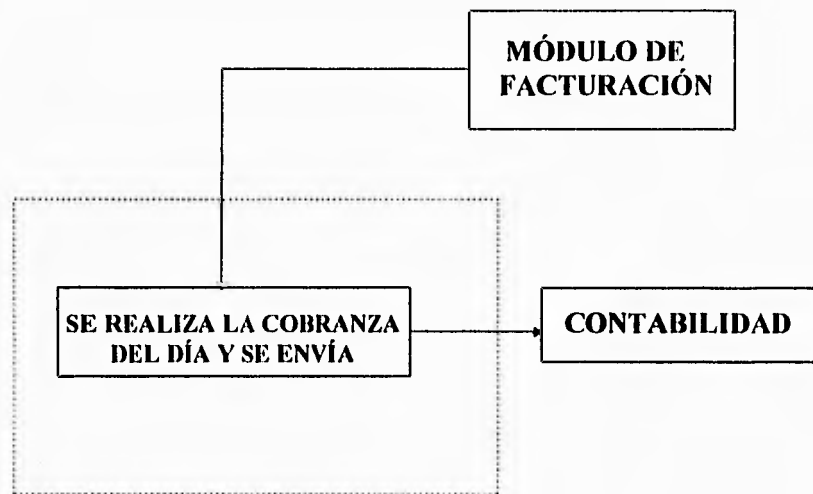 MÓDULO DE
FACTURACIÓN
SE REALIZA LA COBRANZA
DEL DÍA Y SE ENVÍA
CONTABILIDAD